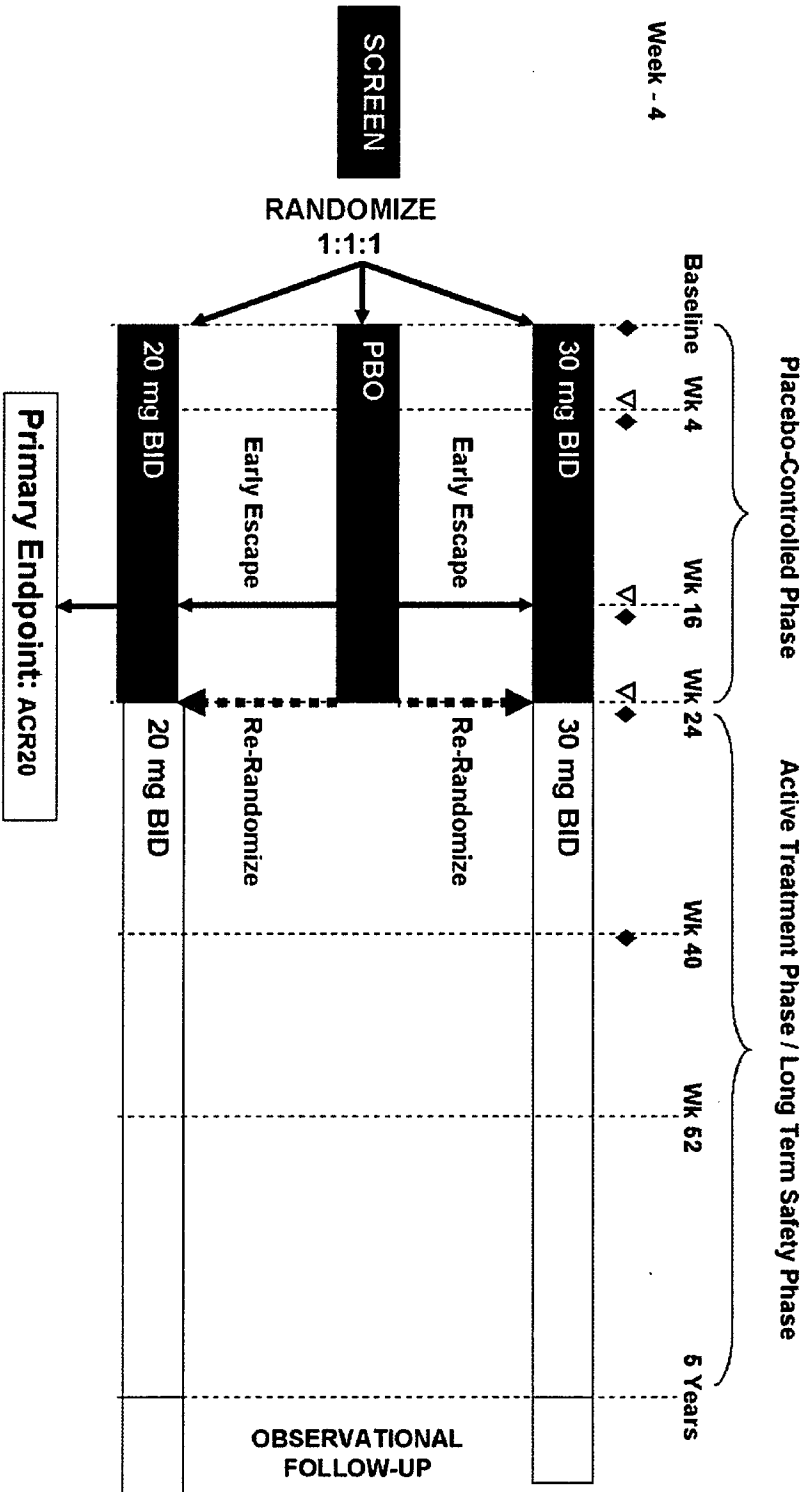 Placebo-Controlled Phase
Active Treatment Phase / Long Term Safety Phase
Week - 4
Baseline
Wk 4
Wk 16
Wk 24
Wk 40
Wk 52
5 Years
SCREEN
RANDOMIZE
1:1:1
30 mg BID
30 mg BID
Early Escape
Re-Randomize
PBO
Early Escape
Re-Randomize
20 mg BID
20 mg BID
OBSERVATIONAL
FOLLOW-UP
Primary Endpoint: ACR20